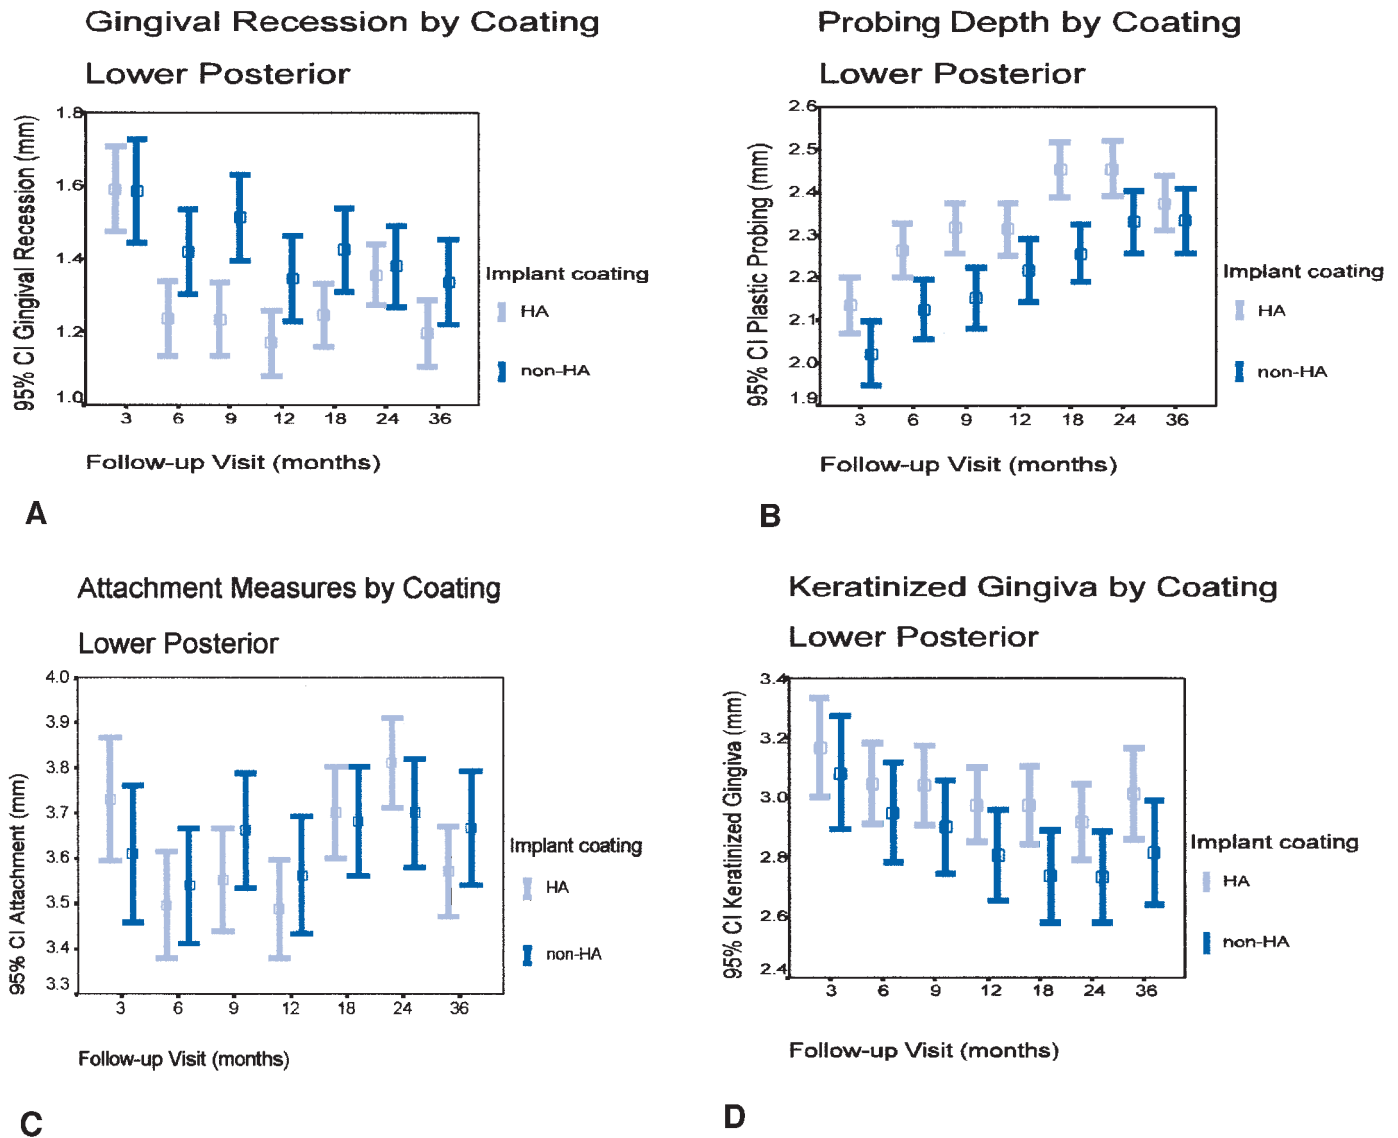 Gingival Recession by Coating
Lower Posterior
95% CI Gingival Recession (mm)
1.8
1.6
1.4
1.2
1.0
3 6 9 12 18 24 36
Follow-up Visit (months)
Implant coating
HA
non-HA
A
Probing Depth by Coating
Lower Posterior
95% CI Plastic Probing (mm)
2.6
2.5
2.4
2.3
2.2
2.1
2.0
1.9
3 6 9 12 18 24 36
Follow-up Visit (months)
Implant coating
HA
non-HA
B
Attachment Measures by Coating
Lower Posterior
95% CI Attachment (mm)
4.0
3.9
3.8
3.7
3.6
3.5
3.4
3.3
3 6 9 12 18 24 36
Follow-up Visit (months)
Implant coating
HA
non-HA
C
Keratinized Gingiva by Coating
Lower Posterior
95% CI Keratinized Gingiva (mm)
3.4
3.2
3.0
2.8
2.6
2.4
3 6 9 12 18 24 36
Follow-up Visit (months)
Implant coating
HA
non-HA
D